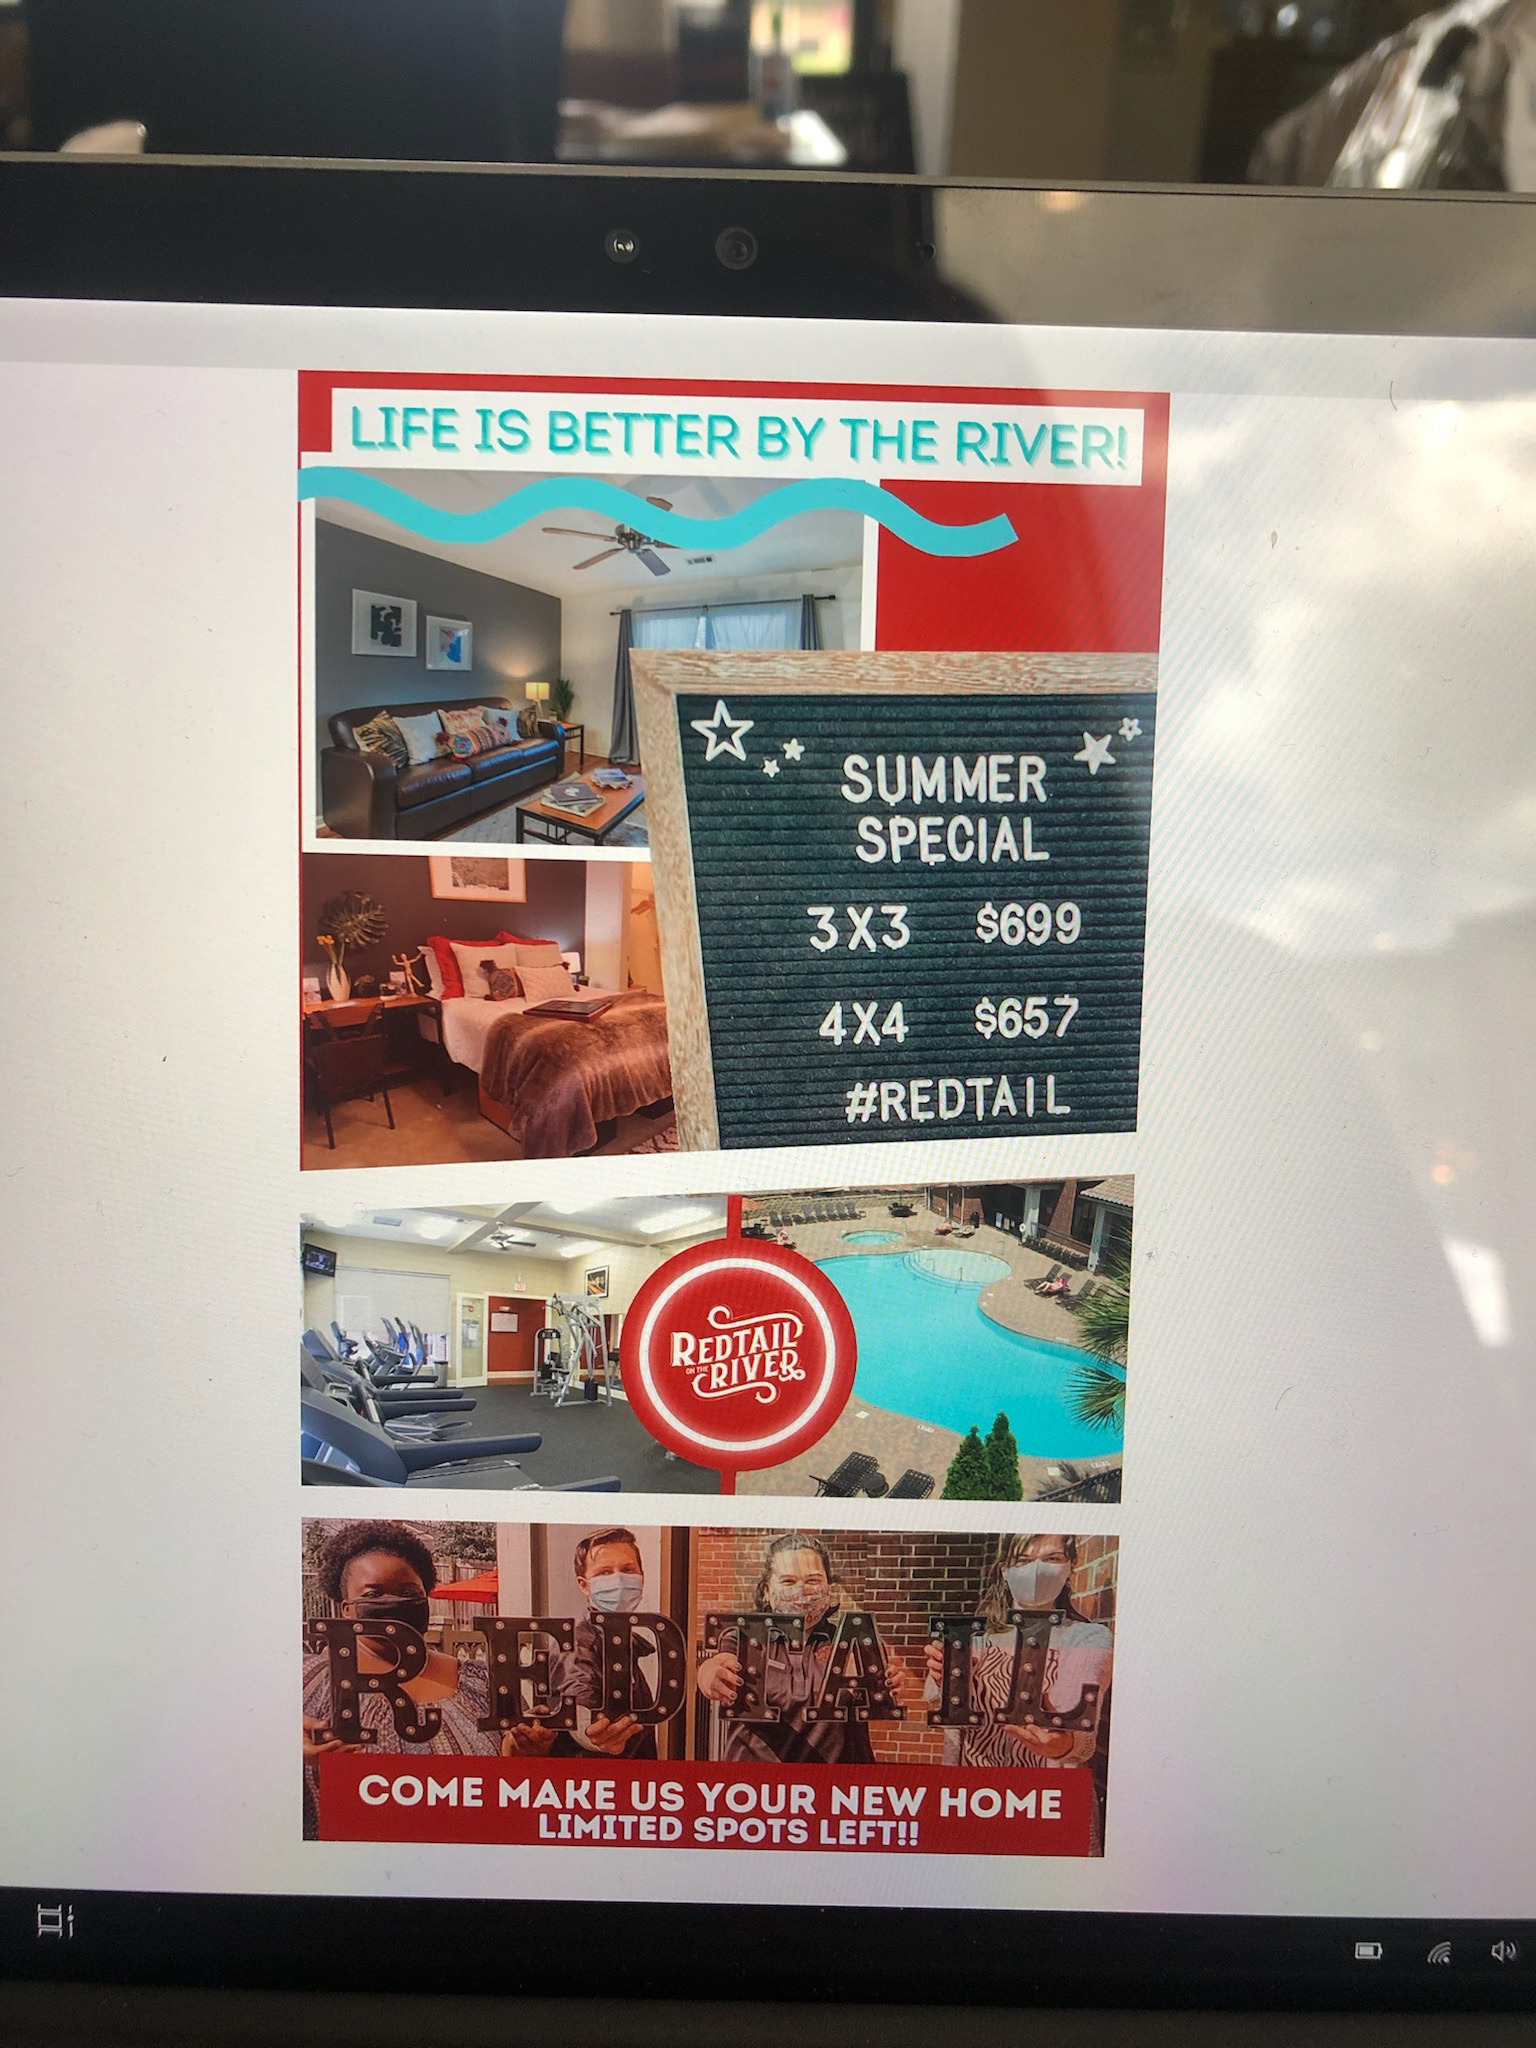 LIFE IS BETTER BY THE RIVER!
SUMMER
SPECIAL
3X3 $699
4X4 $657
#REDTAIL
REDTAIL
ON THE
RIVER
REDTAIL
COME MAKE US YOUR NEW HOME
LIMITED SPOTS LEFT!!